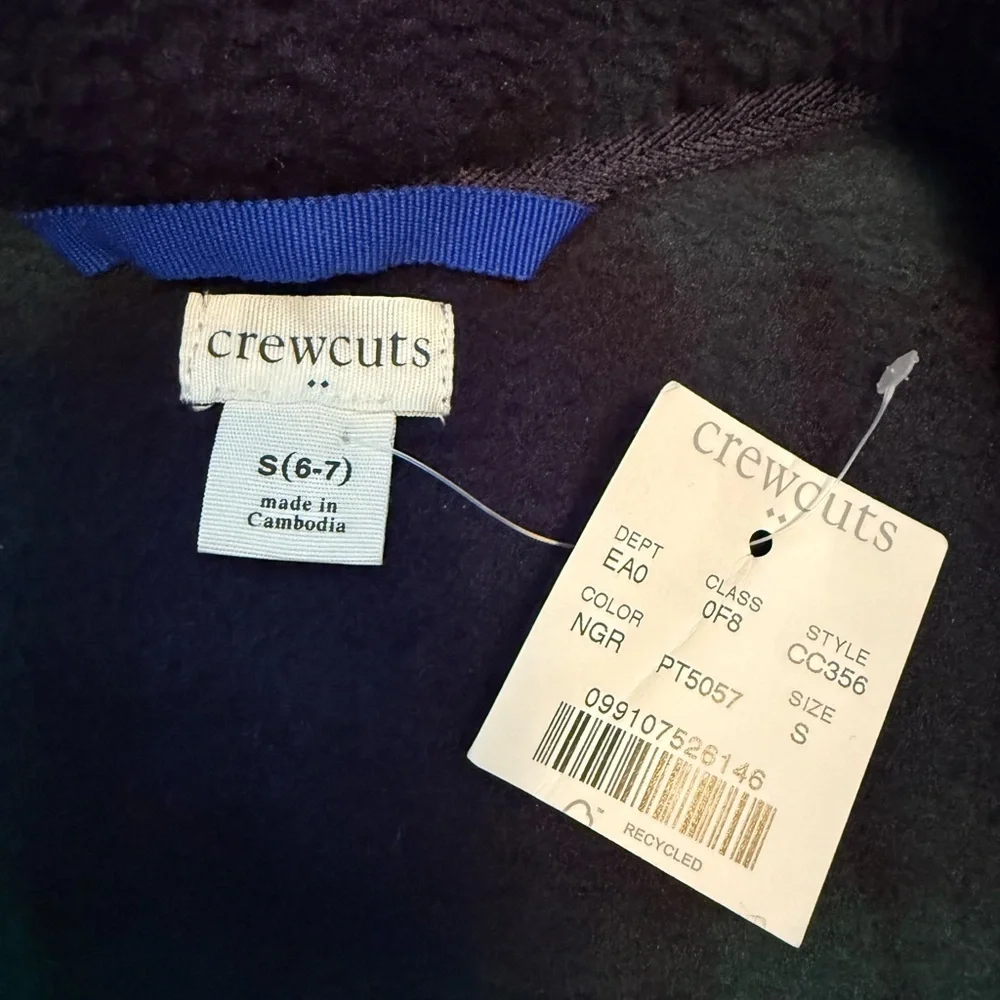 crewcuts
S(6-7)
made in
Cambodia
crewcuts
DEPT
EA0
CLASS
0F8
STYLE
CC356
COLOR
NGR
PT5057
SIZE
S
099107526146
RECYCLED